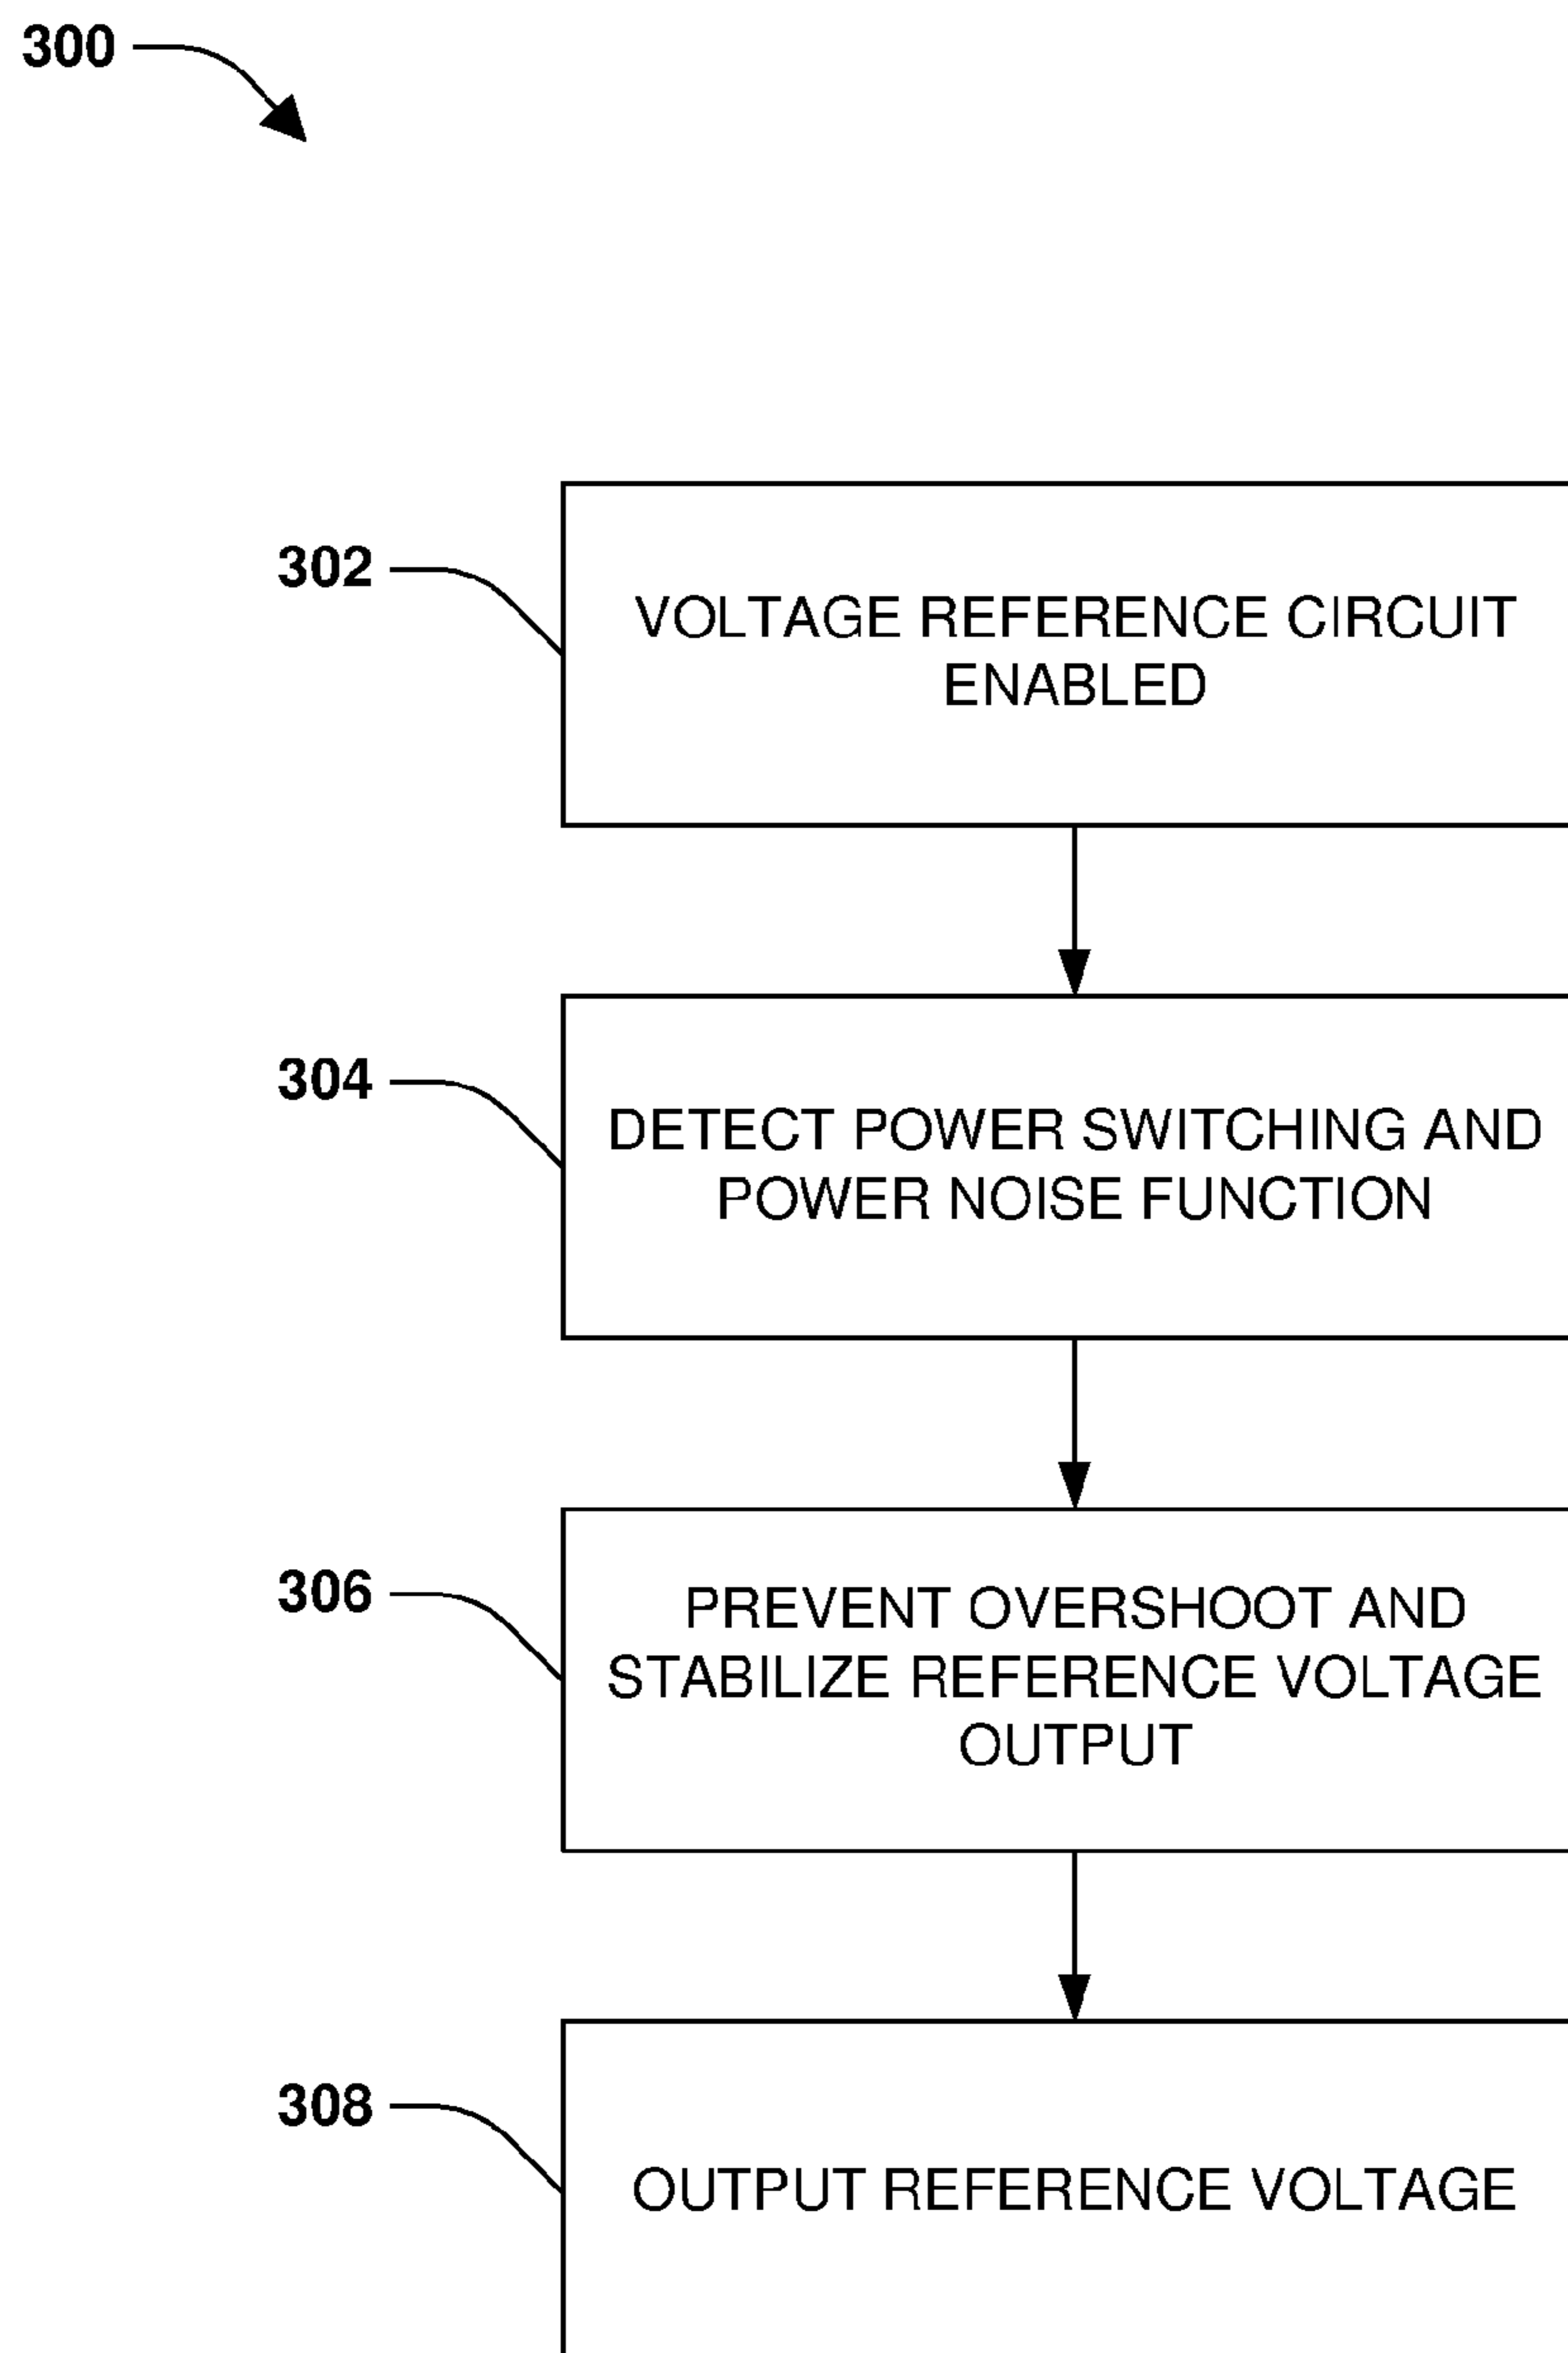 300
302
VOLTAGE REFERENCE CIRCUIT
ENABLED
304
DETECT POWER SWITCHING AND
POWER NOISE FUNCTION
306
PREVENT OVERSHOOT AND
STABILIZE REFERENCE VOLTAGE
OUTPUT
308
OUTPUT REFERENCE VOLTAGE